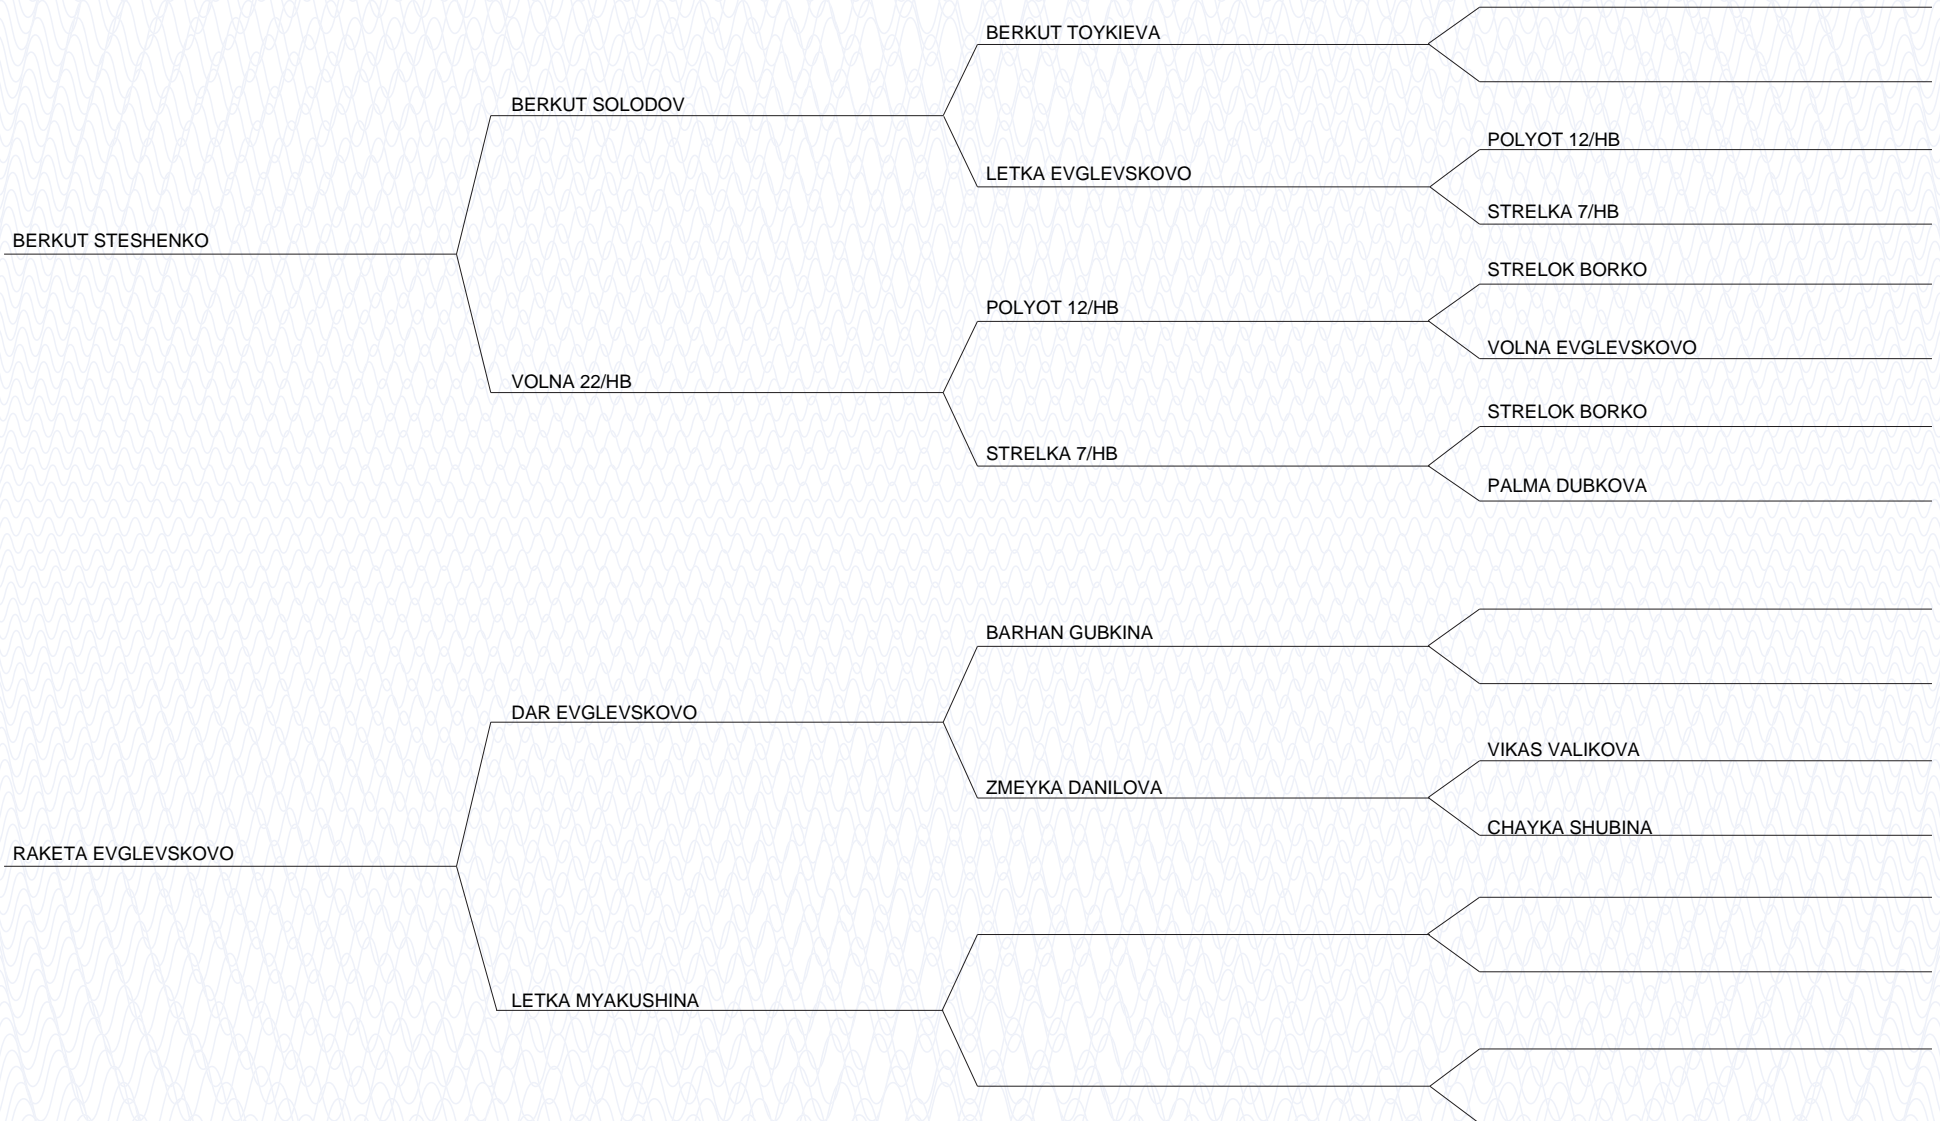 BERKUT TOYKIEVA
BERKUT SOLODOV
POLYOT 12/HB
LETKA EVGLEVSKOVO
STRELKA 7/HB
BERKUT STESHENKO
STRELOK BORKO
POLYOT 12/HB
VOLNA EVGLEVSKOVO
VOLNA 22/HB
STRELOK BORKO
STRELKA 7/HB
PALMA DUBKOVA
BARHAN GUBKINA
DAR EVGLEVSKOVO
VIKAS VALIKOVA
ZMEYKA DANILOVA
CHAYKA SHUBINA
RAKETA EVGLEVSKOVO
LETKA MYAKUSHINA